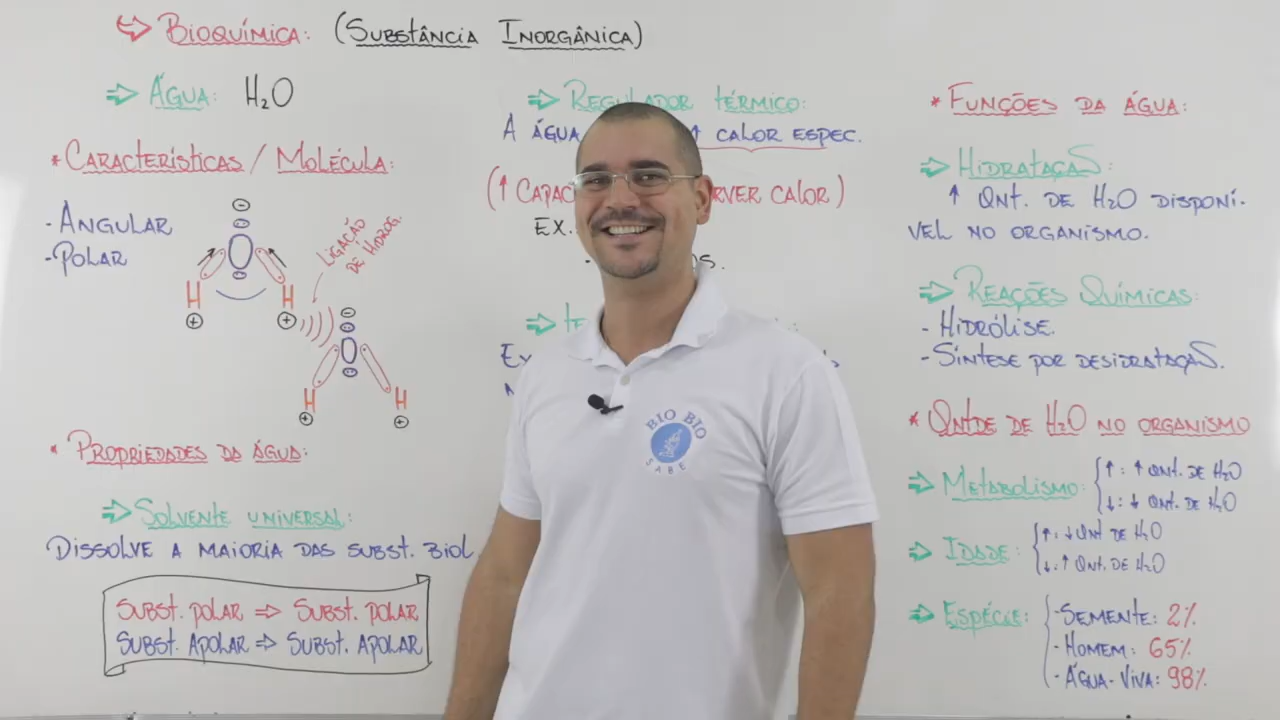 BIOQUÍMICA: (SUBSTÂNCIA INORGÂNICA)
ÁGUA: H₂O
* CARACTERÍSTICAS / MOLÉCULA:
- ANGULAR
- POLAR
LIGAÇÃO
DE HIDROG.
H H
H H
* PROPRIEDADES DA ÁGUA:
⇒ SOLVENTE UNIVERSAL:
DISSOLVE A MAIORIA DAS SUBST. BIOL
SUBST. POLAR ⇒ SUBST. POLAR
SUBST. APOLAR ⇒ SUBST. APOLAR
⇒ REGULADOR TÉRMICO:
A ÁGUA ↑ CALOR ESPEC.
(↑ CALOR)
EX.
BIO BIO
SABE
* FUNÇÕES DA ÁGUA:
⇒ HIDRATAÇÃO:
↑ QNT. DE H₂O DISPONÍ-
VEL NO ORGANISMO.
⇒ REAÇÕES QUÍMICAS:
- HIDRÓLISE.
- SÍNTESE POR DESIDRATAÇÃO.
* QNTDE DE H₂O NO ORGANISMO
⇒ METABOLISMO: ↑: ↑ QNT. DE H₂O
↓: ↓ QNT. DE H₂O
⇒ IDADE: ↑: ↓ QNT DE H₂O
↓: ↑ QNT. DE H₂O
⇒ ESPÉCIE: - SEMENTE: 2%
- HOMEM: 65%
- ÁGUA-VIVA: 98%